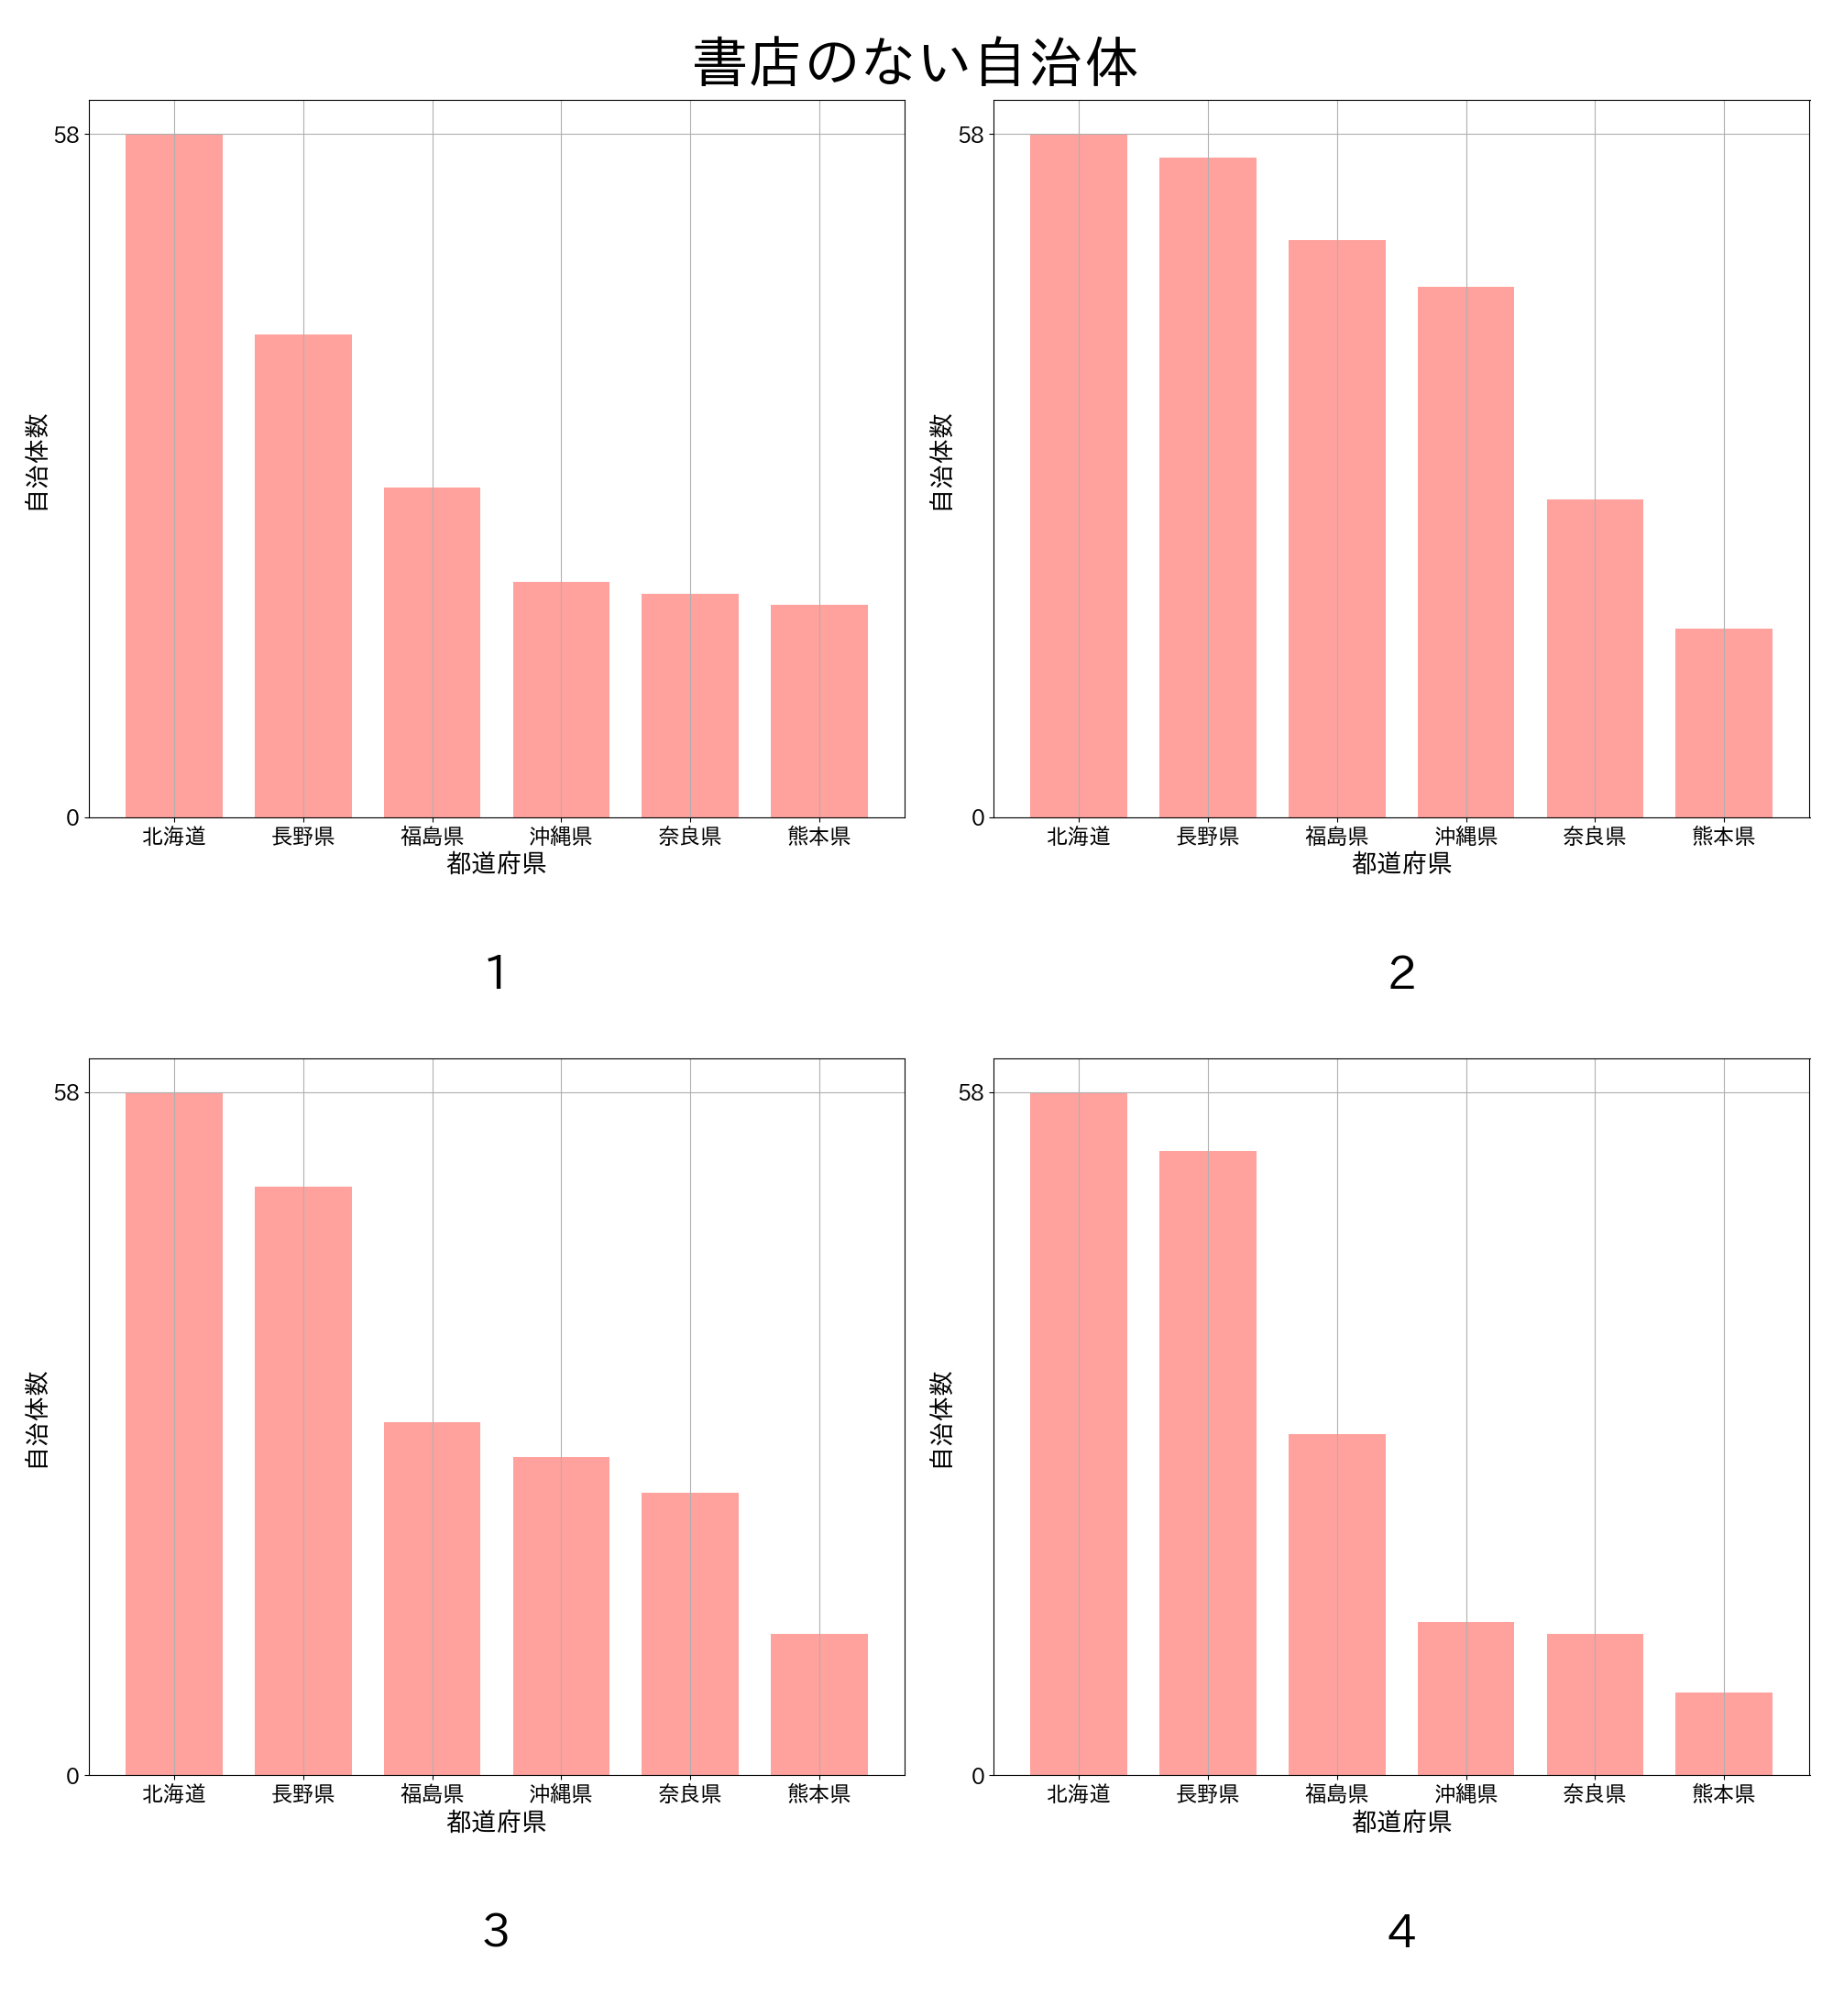 書店のない自治体
58
0
自治体数
北海道 長野県 福島県 沖縄県 奈良県 熊本県
都道府県
1
58
0
自治体数
北海道 長野県 福島県 沖縄県 奈良県 熊本県
都道府県
2
58
0
自治体数
北海道 長野県 福島県 沖縄県 奈良県 熊本県
都道府県
3
58
0
自治体数
北海道 長野県 福島県 沖縄県 奈良県 熊本県
都道府県
4